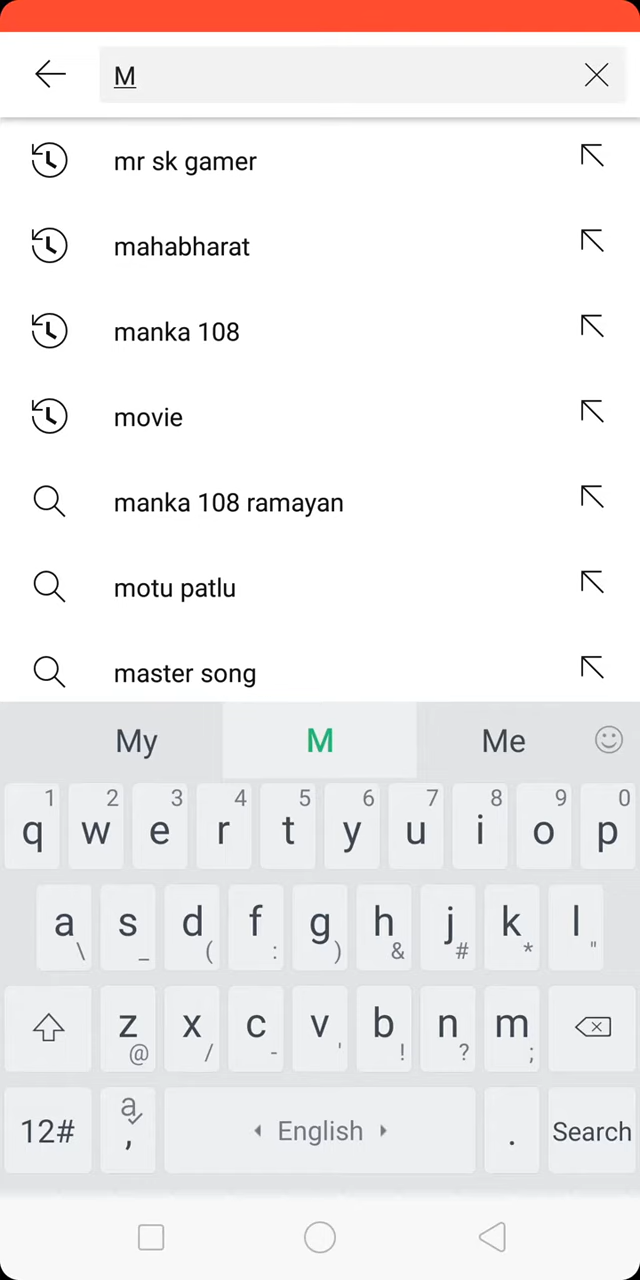 M
mr sk gamer
mahabharat
manka 108
movie
manka 108 ramayan
motu patlu
master song
My M Me
1 2 3 4 5 6 7 8 9 0
q w e r t y u i o p
a s d f g h j k l
\ _ ( : ) & # * "
z x c v b n m
@ / - ' ! ? ;
12# a , English . Search